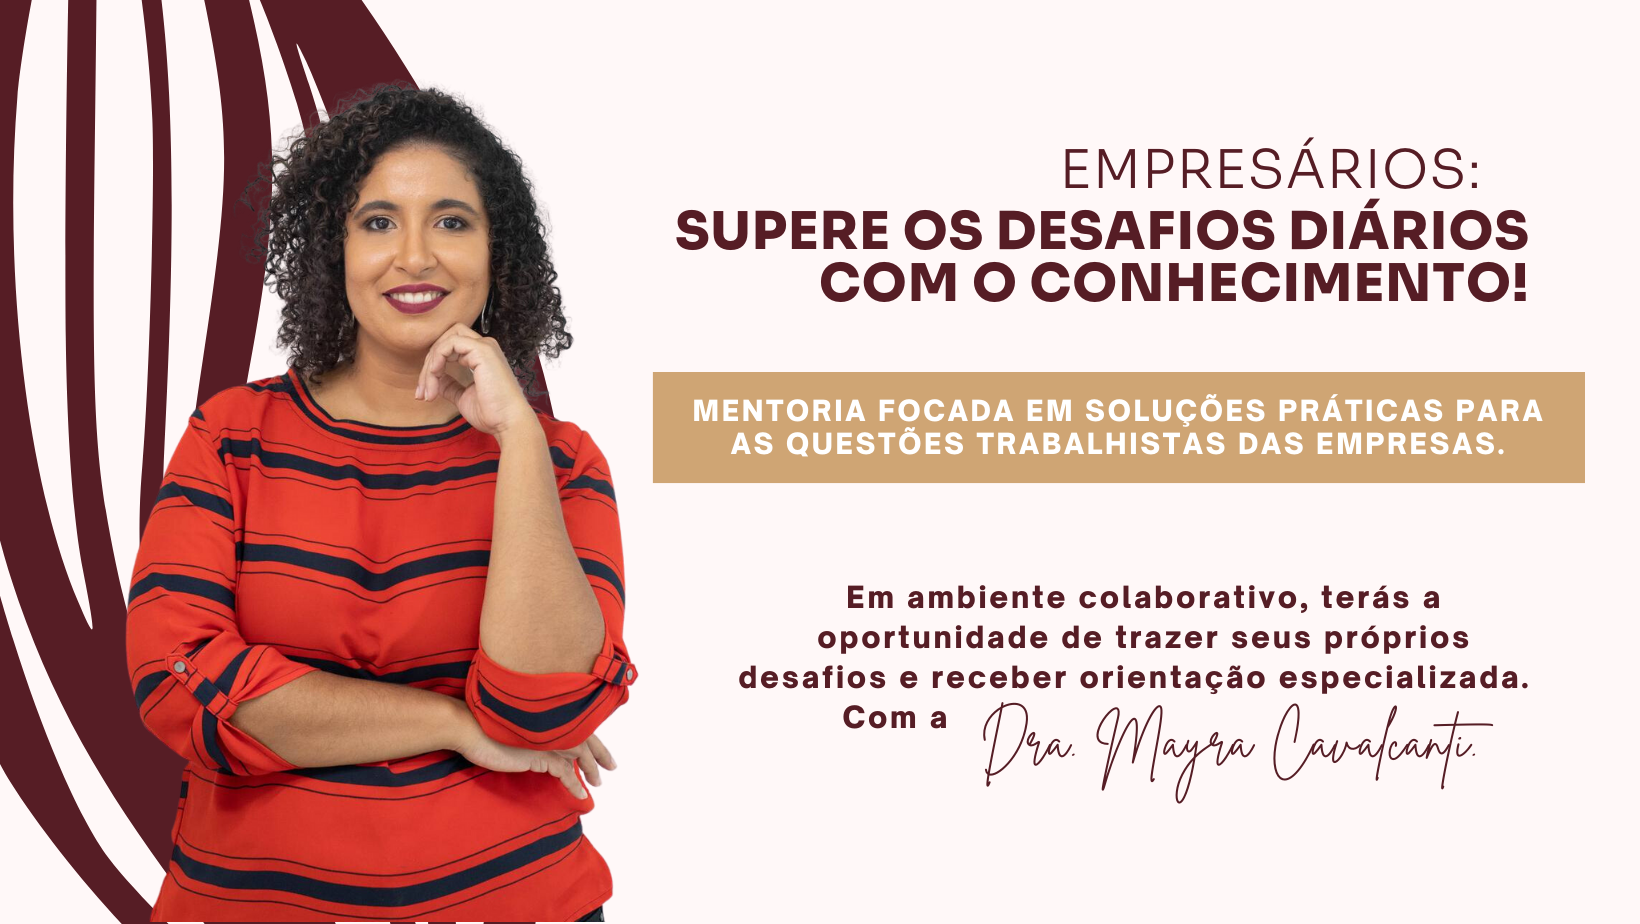 EMPRESÁRIOS:
SUPERE OS DESAFIOS DIÁRIOS
COM O CONHECIMENTO!
MENTORIA FOCADA EM SOLUÇÕES PRÁTICAS PARA
AS QUESTÕES TRABALHISTAS DAS EMPRESAS.
Em ambiente colaborativo, terás a
oportunidade de trazer seus próprios
desafios e receber orientação especializada.
Com a Dra. Mayra Cavalcanti.